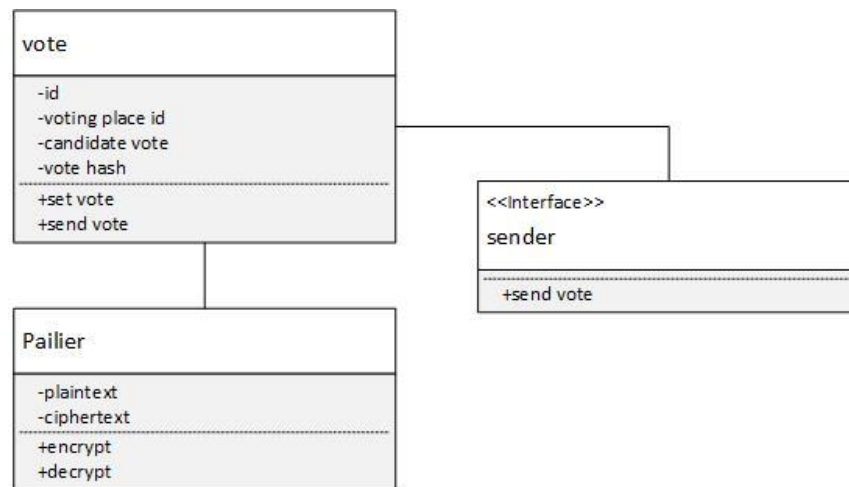 vote
-id
-voting place id
-candidate vote
-vote hash
+set vote
+send vote
<<Interface>>
sender
+send vote
Pailier
-plaintext
-ciphertext
+encrypt
+decrypt